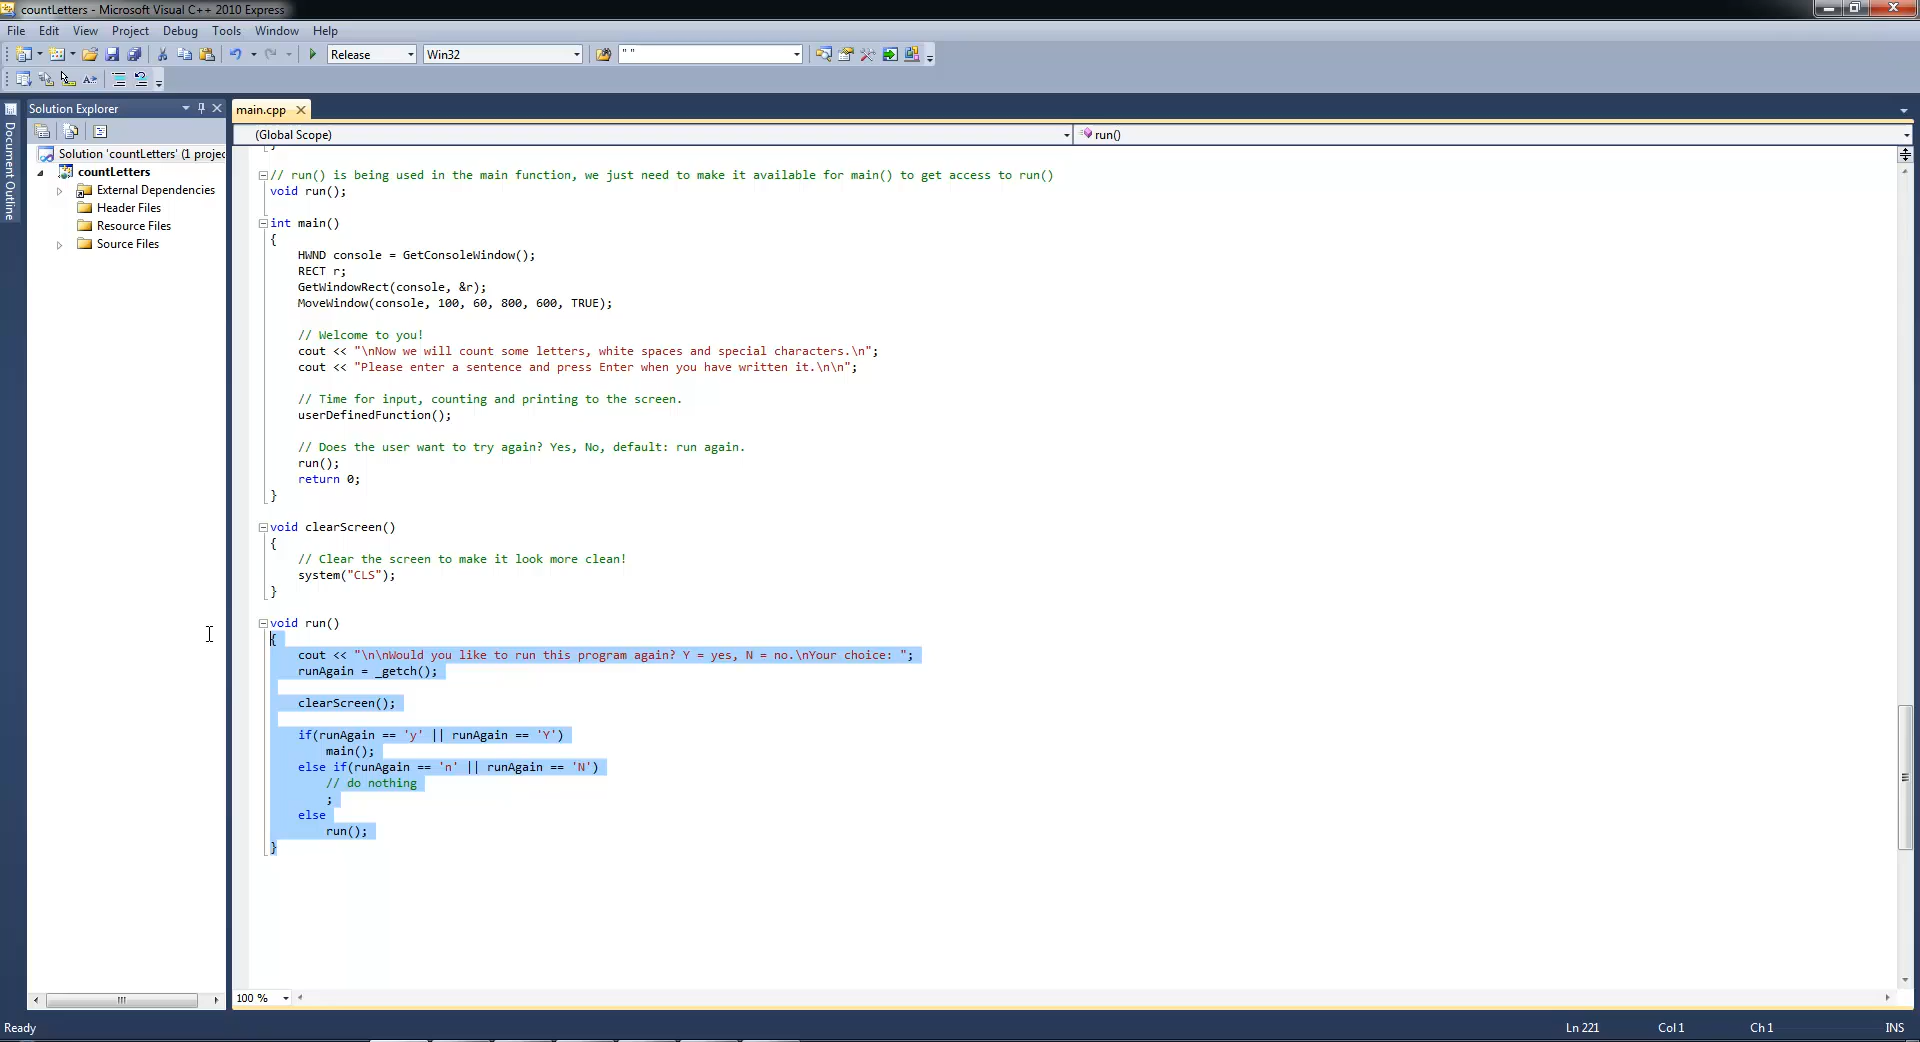 countLetters - Microsoft Visual C++ 2010 Express
File Edit View Project Debug Tools Window Help
Release Win32 " "
Document Outline
Solution Explorer
main.cpp
(Global Scope) run()
Solution 'countLetters' (1 projec
countLetters
External Dependencies
Header Files
Resource Files
Source Files
}
// run() is being used in the main function, we just need to make it available for main() to get access to run()
void run();
int main()
{
HWND console = GetConsoleWindow();
RECT r;
GetWindowRect(console, &r);
MoveWindow(console, 100, 60, 800, 600, TRUE);
// Welcome to you!
cout << "\nNow we will count some letters, white spaces and special characters.\n";
cout << "Please enter a sentence and press Enter when you have written it.\n\n";
// Time for input, counting and printing to the screen.
userDefinedFunction();
// Does the user want to try again? Yes, No, default: run again.
run();
return 0;
}
void clearScreen()
{
// Clear the screen to make it look more clean!
system("CLS");
}
void run()
{
cout << "\n\nWould you like to run this program again? Y = yes, N = no.\nYour choice: ";
runAgain = _getch();
clearScreen();
if(runAgain == 'y' || runAgain == 'Y')
main();
else if(runAgain == 'n' || runAgain == 'N')
// do nothing
;
else
run();
}
100 %
Ready Ln 221 Col 1 Ch 1 INS